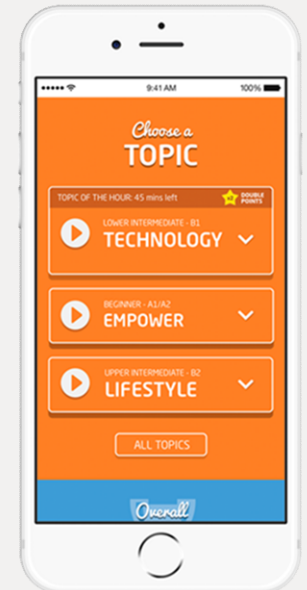 9:41 AM
100%
Choose a
TOPIC
TOPIC OF THE HOUR: 45 mins left
DOUBLE
POINTS
LOWER INTERMEDIATE - B1
TECHNOLOGY
BEGINNER - A1/A2
EMPOWER
UPPER INTERMEDIATE - B2
LIFESTYLE
ALL TOPICS
Overall